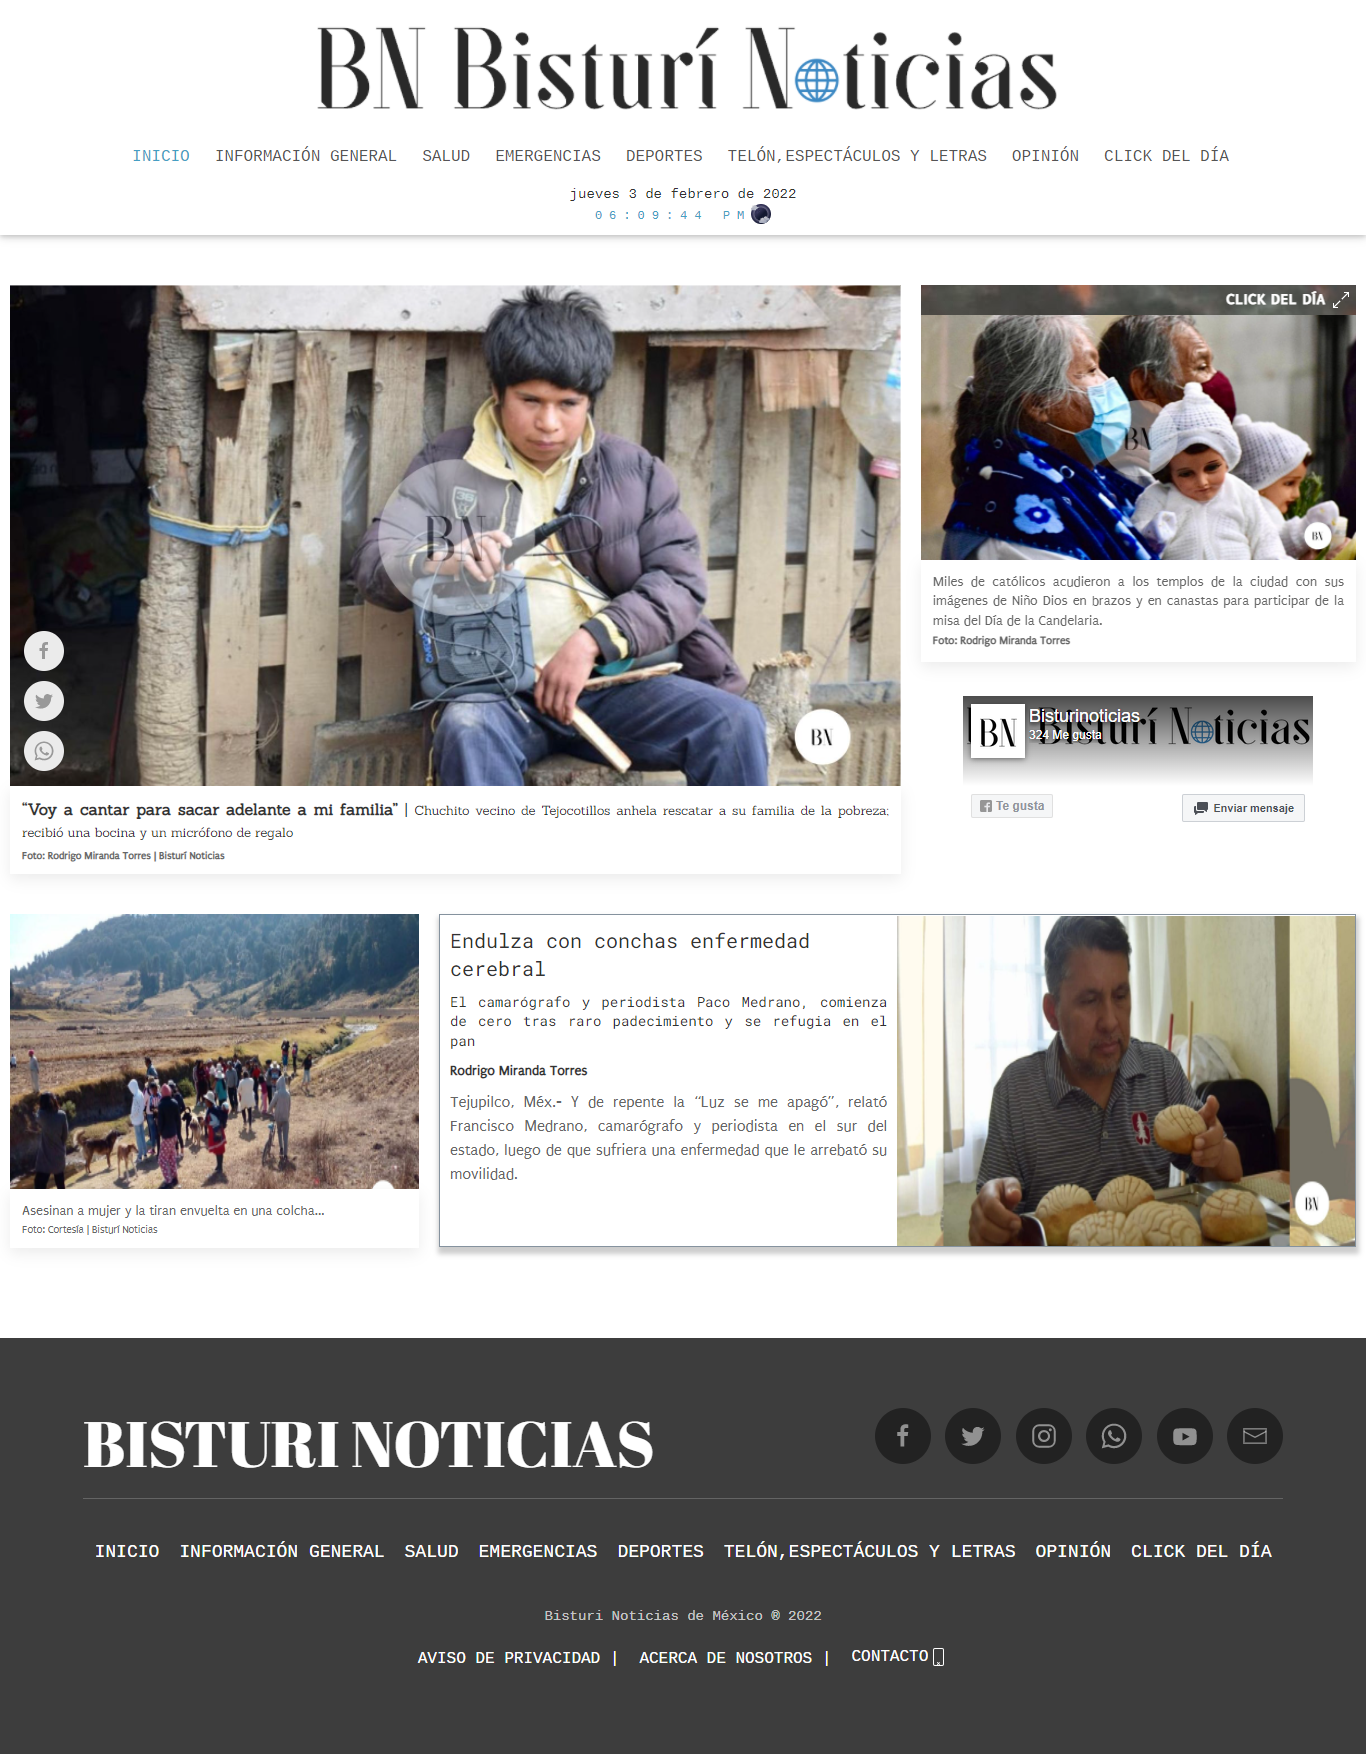 BN Bisturí Noticias
INICIO INFORMACIÓN GENERAL SALUD EMERGENCIAS DEPORTES TELÓN,ESPECTÁCULOS Y LETRAS OPINIÓN CLICK DEL DÍA
jueves 3 de febrero de 2022
06:09:44 PM
BN
BN
“Voy a cantar para sacar adelante a mi familia” | Chuchito vecino de Tejocotillos anhela rescatar a su familia de la pobreza;
recibió una bocina y un micrófono de regalo
Foto: Rodrigo Miranda Torres | Bisturí Noticias
CLICK DEL DÍA
BN
BN
Miles de católicos acudieron a los templos de la ciudad con sus
imágenes de Niño Dios en brazos y en canastas para participar de la
misa del Día de la Candelaria.
Foto: Rodrigo Miranda Torres
BN Bisturí Noticias
Bisturinoticias
324 Me gusta
Te gusta
Enviar mensaje
Asesinan a mujer y la tiran envuelta en una colcha...
Foto: Cortesía | Bisturí Noticias
Endulza con conchas enfermedad
cerebral
El camarógrafo y periodista Paco Medrano, comienza
de cero tras raro padecimiento y se refugia en el
pan
Rodrigo Miranda Torres
Tejupilco, Méx.- Y de repente la “Luz se me apagó”, relató
Francisco Medrano, camarógrafo y periodista en el sur del
estado, luego de que sufriera una enfermedad que le arrebató su
movilidad.
BN
BISTURI NOTICIAS
INICIO INFORMACIÓN GENERAL SALUD EMERGENCIAS DEPORTES TELÓN,ESPECTÁCULOS Y LETRAS OPINIÓN CLICK DEL DÍA
Bisturi Noticias de México ® 2022
AVISO DE PRIVACIDAD | ACERCA DE NOSOTROS | CONTACTO